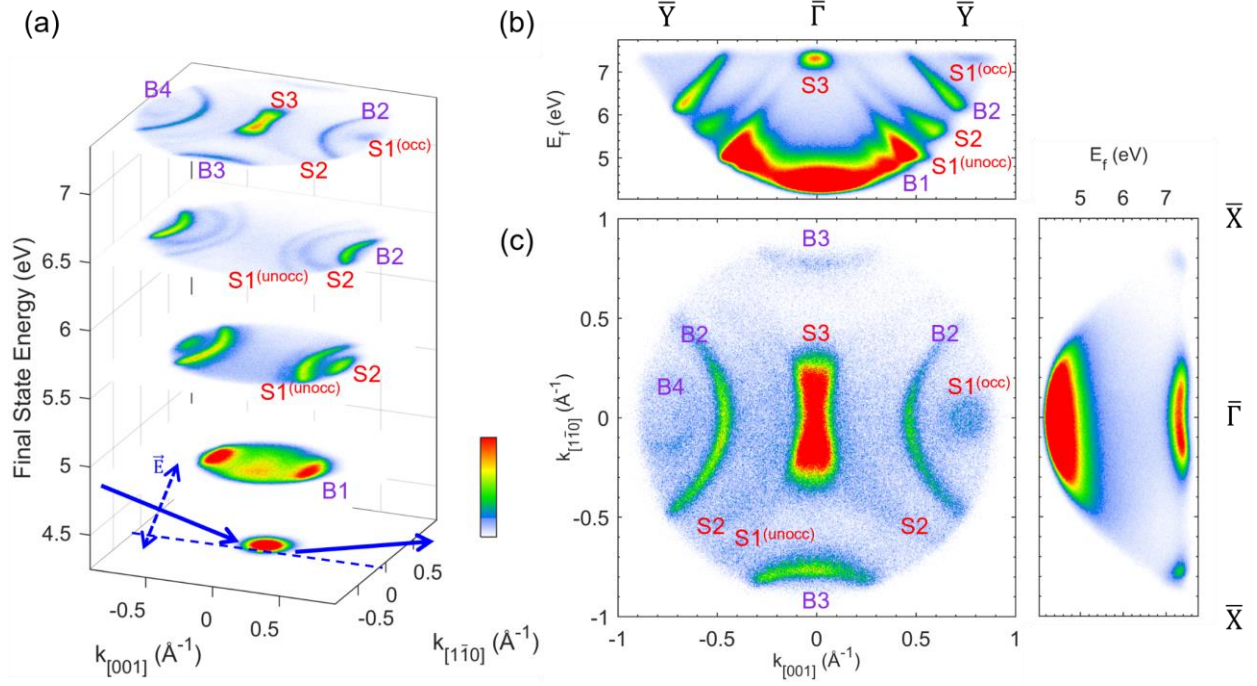 (a)
B4
S3
B2
S1(occ)
B3
S2
7
6.5
6
5.5
5
4.5
Final State Energy (eV)
B2
S1(unocc)
S2
S1(unocc)
S2
B1
E
-0.5
0
0.5
k[001] (Å-1)
0.5
0
-0.5
k[11̄0] (Å-1)
(b)
Ȳ
Γ̄
Ȳ
7
6
5
Ef (eV)
S3
S1(occ)
B2
S2
S1(unocc)
B1
(c)
1
0.5
0
-0.5
-1
k[11̄0] (Å-1)
B3
B2
S3
B2
B4
S1(occ)
S2
S1(unocc)
S2
B3
-1
-0.5
0
0.5
1
k[001] (Å-1)
Ef (eV)
5
6
7
X̄
Γ̄
X̄